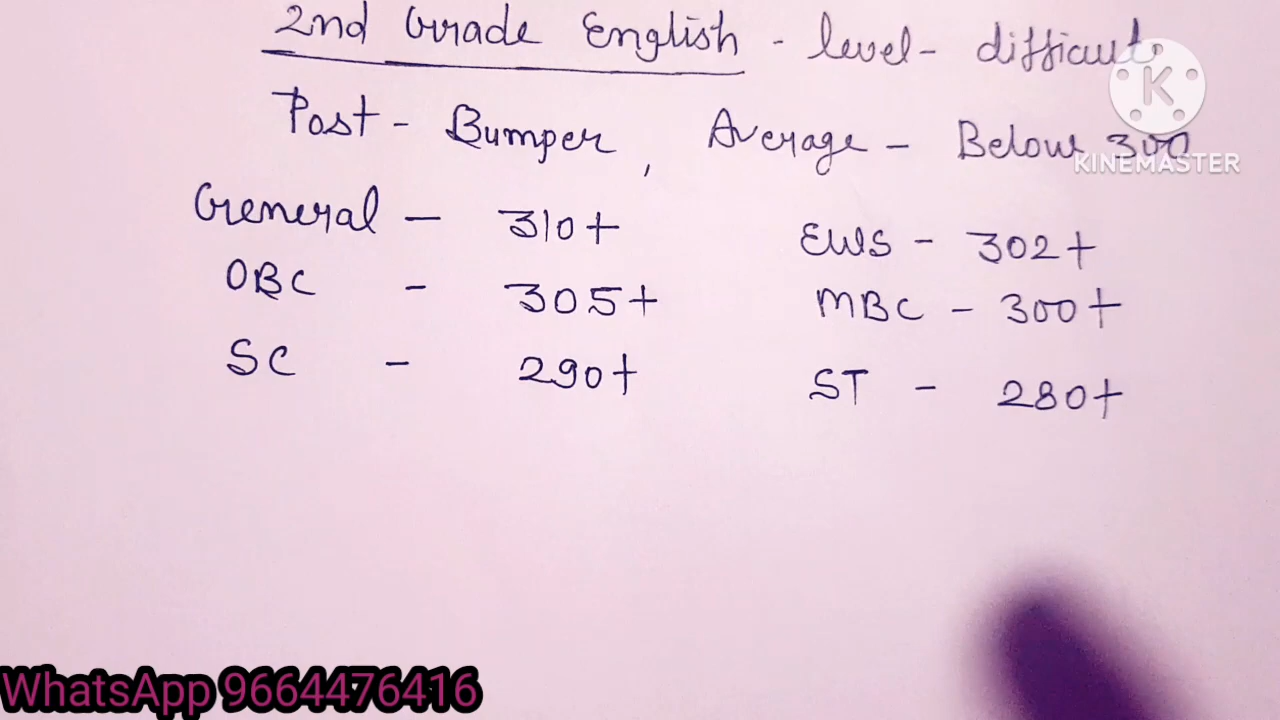 2nd Grade English - level - difficult
Post - Bumper, Average - Below 300
KINEMASTER
General - 310+ EWS - 302+
OBC - 305+ MBC - 300+
SC - 290+ ST - 280+
WhatsApp 9664476416